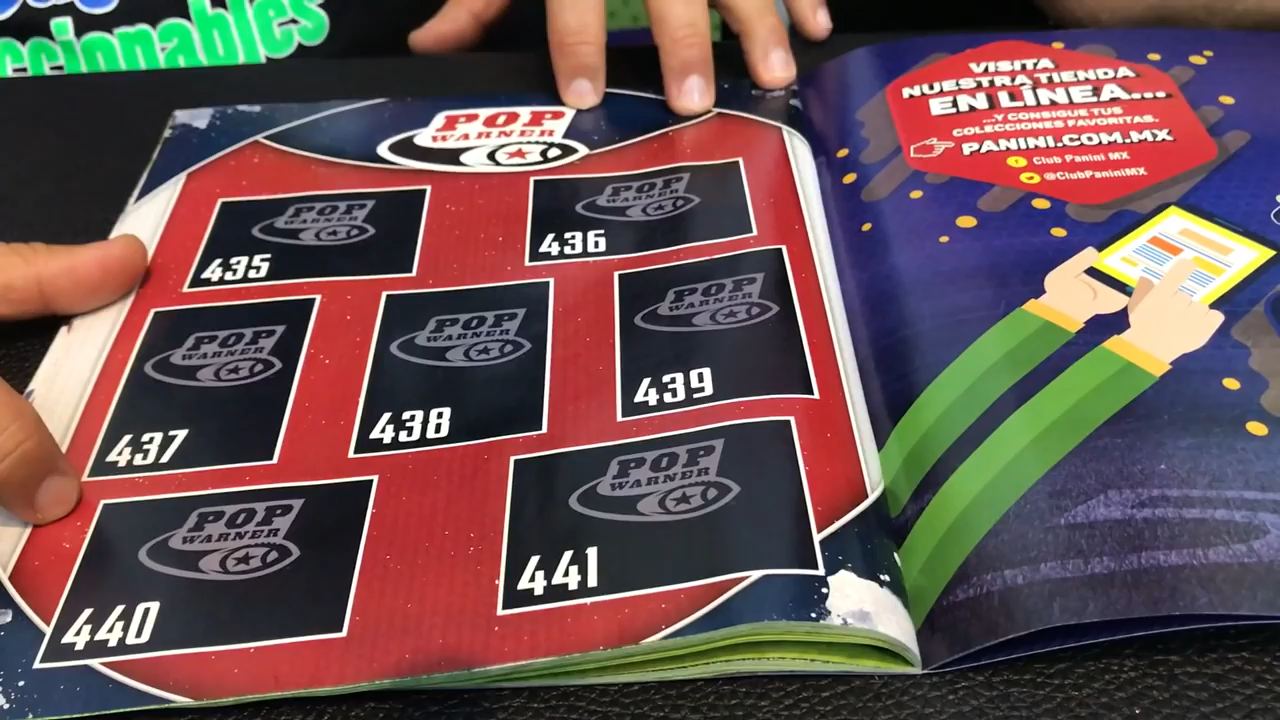 ccionables
POP
WARNER
POP
WARNER
435
POP
WARNER
436
POP
WARNER
437
POP
WARNER
438
POP
WARNER
439
POP
WARNER
440
POP
WARNER
441
VISITA
NUESTRA TIENDA
EN LÍNEA...
...Y CONSIGUE TUS
COLECCIONES FAVORITAS.
PANINI.COM.MX
Club Panini MX
@ClubPaniniMX